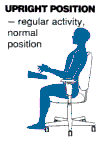 UPRIGHT POSITION
– regular activity,
normal
position